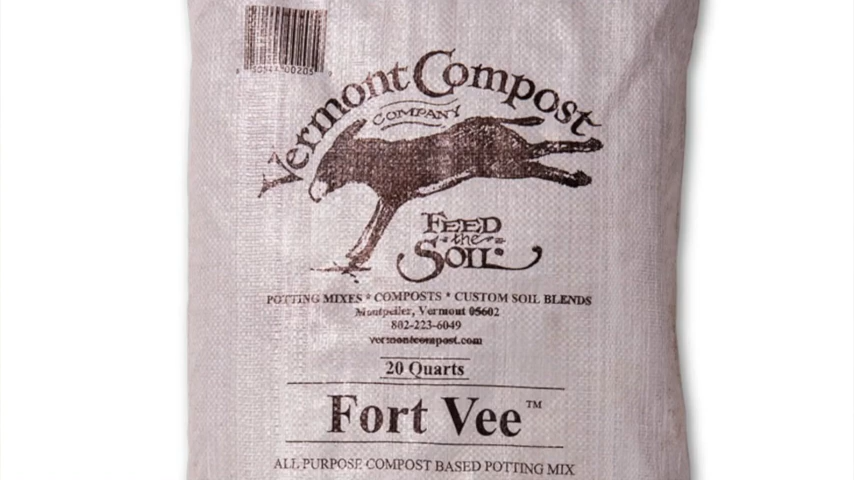 Vermont Compost
COMPANY
FEED
the
SOIL
POTTING MIXES * COMPOSTS * CUSTOM SOIL BLENDS
Montpelier, Vermont 05602
802-223-6049
vermontcompost.com
20 Quarts
Fort Vee™
ALL PURPOSE COMPOST BASED POTTING MIX